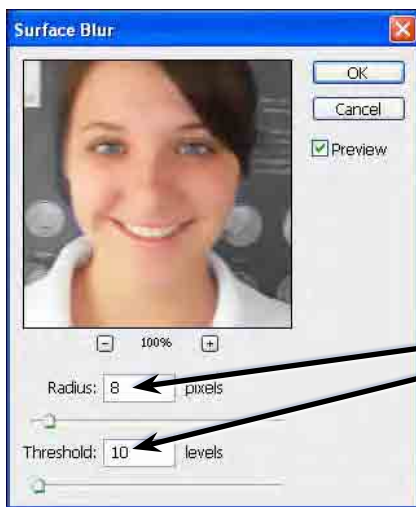 Surface Blur
OK
Cancel
Preview
100%
Radius: 8 pixels
Threshold: 10 levels